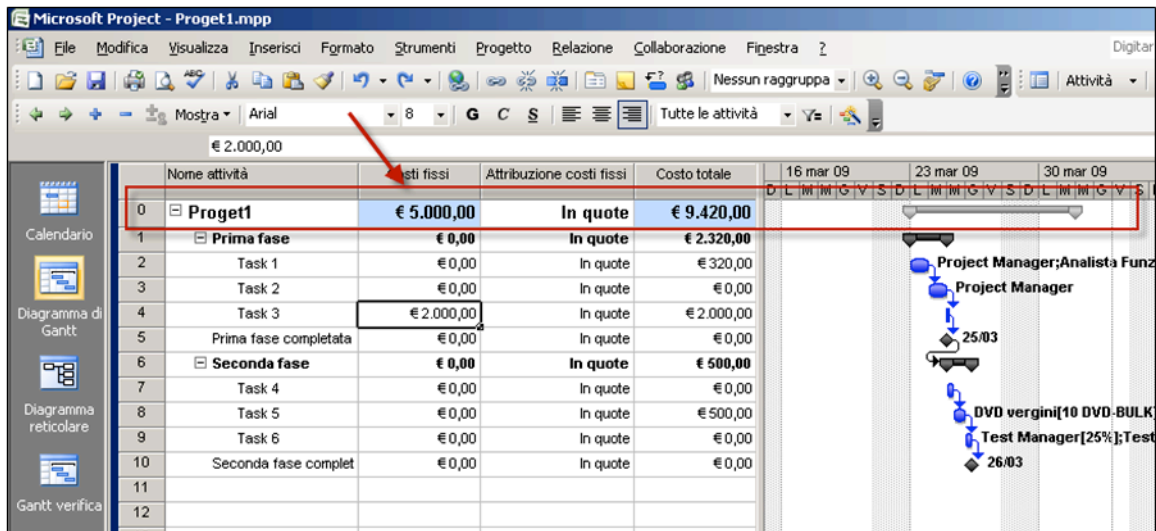 Microsoft Project - Proget1.mpp
File Modifica Visualizza Inserisci Formato Strumenti Progetto Relazione Collaborazione Finestra ? Digitar
Nessun raggruppa Attività
Mostra Arial 8 G C S Tutte le attività
€ 2.000,00
Nome attività Costi fissi Attribuzione costi fissi Costo totale 16 mar 09 23 mar 09 30 mar 09
D L M M G V S D L M M G V S D L M M G V S
0 Proget1 € 5.000,00 In quote € 9.420,00
Calendario
1 Prima fase € 0,00 In quote € 2.320,00
2 Task 1 €0,00 In quote €320,00 Project Manager;Analista Funz
3 Task 2 €0,00 In quote €0,00 Project Manager
Diagramma di Gantt
4 Task 3 €2.000,00 In quote €2.000,00
5 Prima fase completata €0,00 In quote €0,00 25/03
6 Seconda fase € 0,00 In quote € 500,00
7 Task 4 €0,00 In quote €0,00
Diagramma reticolare
8 Task 5 €0,00 In quote €500,00 DVD vergini[10 DVD-BULK]
9 Task 6 €0,00 In quote €0,00 Test Manager[25%];Test
10 Seconda fase complet €0,00 In quote €0,00 26/03
11
Gantt verifica
12